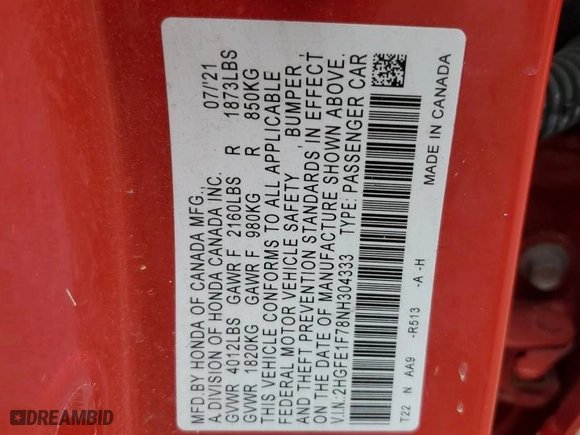 MFD.BY HONDA OF CANADA MFG., 07/'21
A DIVISION OF HONDA CANADA INC.
GVWR 4012LBS GAWR F 2160LBS R 1873LBS
GVWR 1820KG GAWR F 980KG R 850KG
THIS VEHICLE CONFORMS TO ALL APPLICABLE
FEDERAL MOTOR VEHICLE SAFETY , BUMPER ,
AND THEFT PREVENTION STANDARDS IN EFFECT
ON THE DATE OF MANUFACTURE SHOWN ABOVE.
V.I.N.:2HGFE1F78NH304333 TYPE: PASSENGER CAR
T22 N AA9 -R513 -A -H MADE IN CANADA
DREAMBID